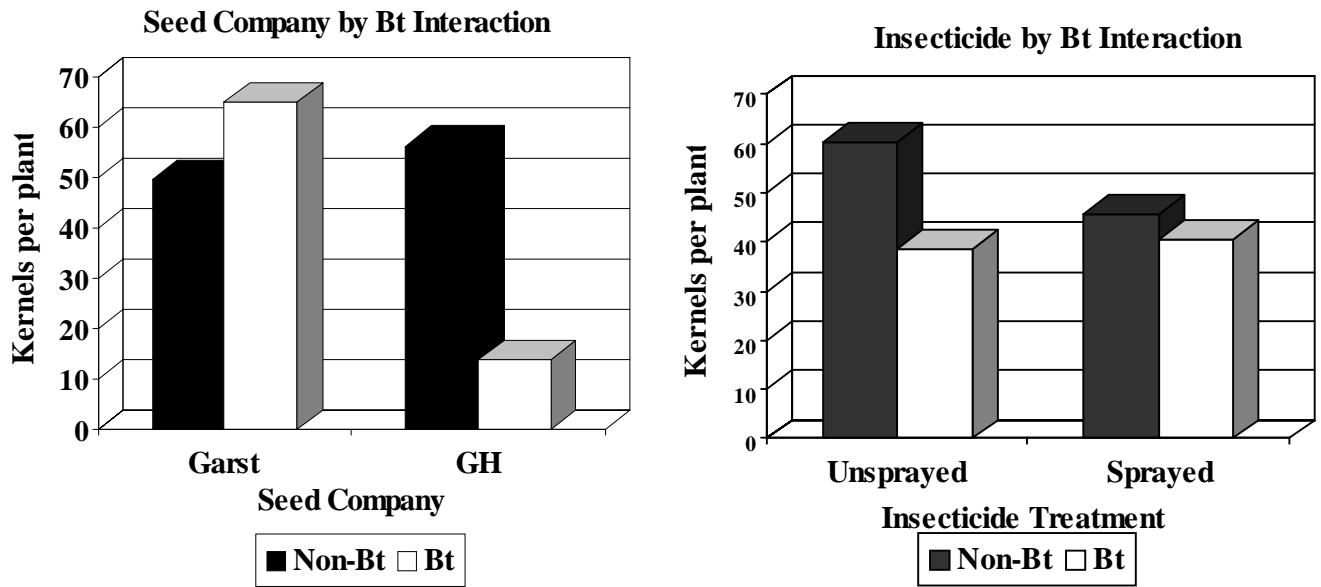 Seed Company by Bt Interaction
Kernels per plant
70
60
50
40
30
20
10
0
Garst GH
Seed Company
Non-Bt Bt
Insecticide by Bt Interaction
Kernels per plant
70
60
50
40
30
20
10
0
Unsprayed Sprayed
Insecticide Treatment
Non-Bt Bt